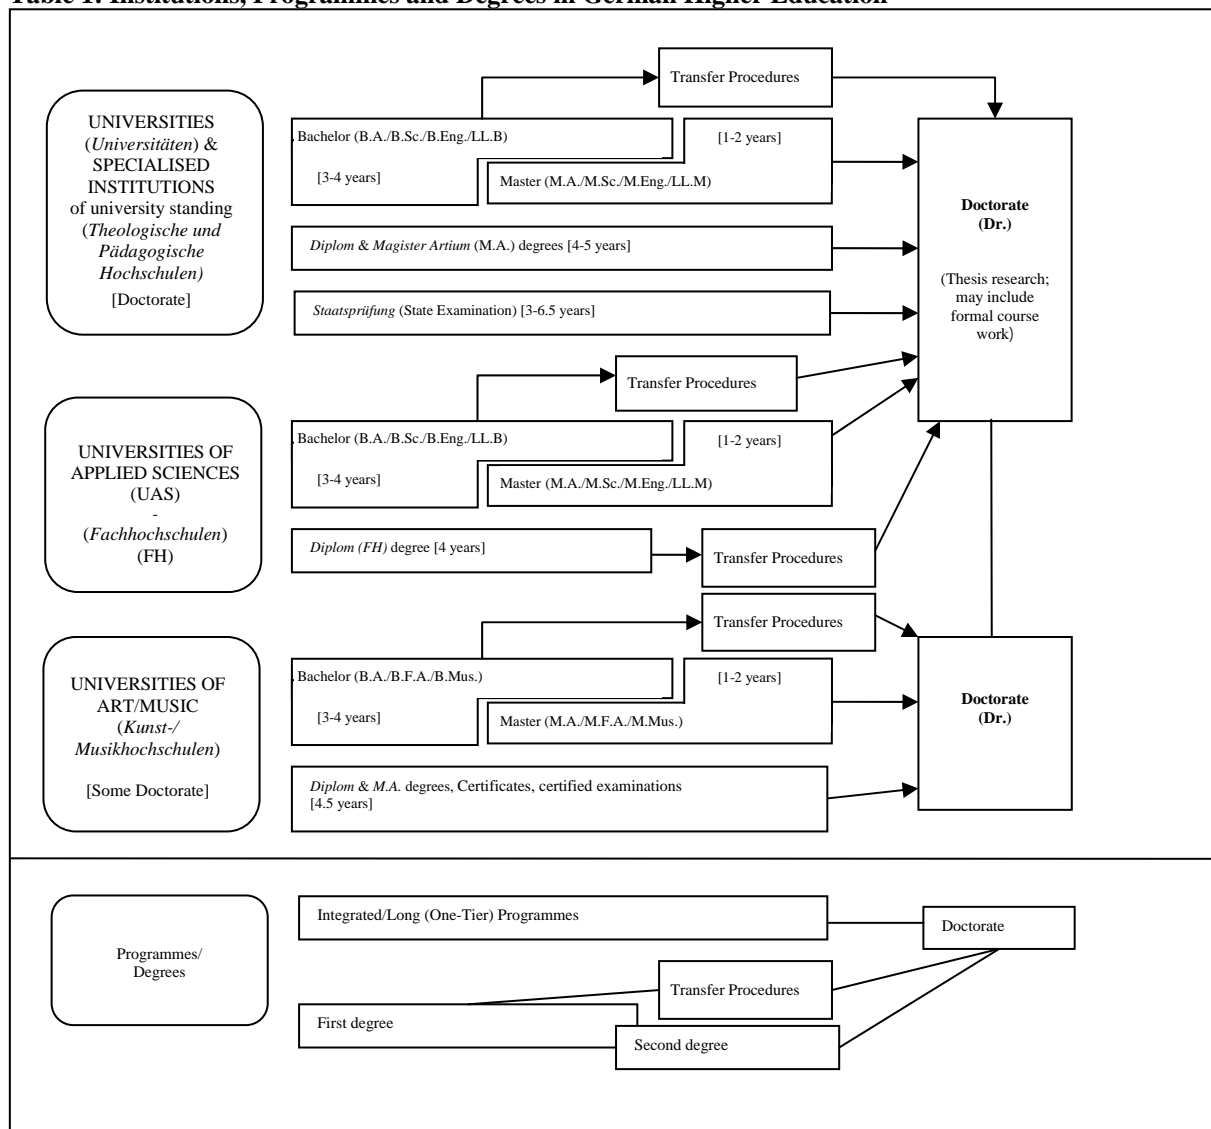 Table 1: Institutions, Programmes and Degrees in German Higher Education
UNIVERSITIES
(Universitäten) &
SPECIALISED
INSTITUTIONS
of university standing
(Theologische und
Pädagogische
Hochschulen)
[Doctorate]
Transfer Procedures
Bachelor (B.A./B.Sc./B.Eng./LL.B)
[3-4 years]
[1-2 years]
Master (M.A./M.Sc./M.Eng./LL.M)
Diplom & Magister Artium (M.A.) degrees [4-5 years]
Staatsprüfung (State Examination) [3-6.5 years]
Doctorate
(Dr.)
(Thesis research;
may include
formal course
work)
UNIVERSITIES OF
APPLIED SCIENCES
(UAS)
-
(Fachhochschulen)
(FH)
Transfer Procedures
Bachelor (B.A./B.Sc./B.Eng./LL.B)
[3-4 years]
[1-2 years]
Master (M.A./M.Sc./M.Eng./LL.M)
Diplom (FH) degree [4 years]
Transfer Procedures
UNIVERSITIES OF
ART/MUSIC
(Kunst-/
Musikhochschulen)
[Some Doctorate]
Transfer Procedures
Bachelor (B.A./B.F.A./B.Mus.)
[3-4 years]
[1-2 years]
Master (M.A./M.F.A./M.Mus.)
Diplom & M.A. degrees, Certificates, certified examinations
[4.5 years]
Doctorate
(Dr.)
Programmes/
Degrees
Integrated/Long (One-Tier) Programmes
Doctorate
Transfer Procedures
First degree
Second degree